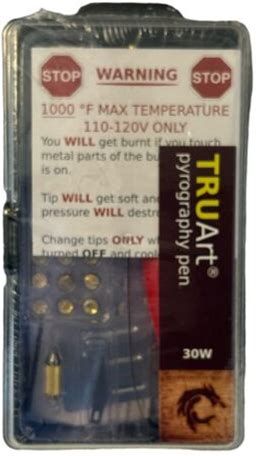 STOP WARNING STOP
1000 °F MAX TEMPERATURE
110-120V ONLY
You WILL get burnt if you touch
metal parts of the bu
is on.
Tip WILL get soft and
pressure WILL destr
Change tips ONLY wh
turned OFF and cool
TRUArt®
pyrography pen
30W